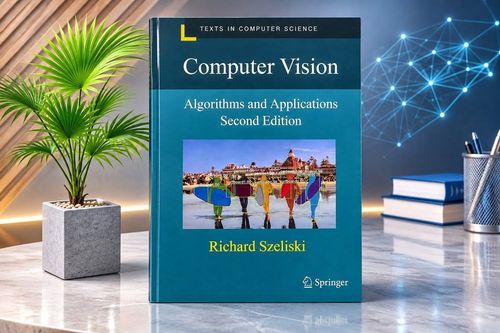 TEXTS IN COMPUTER SCIENCE
Computer Vision
Algorithms and Applications
Second Edition
Richard Szeliski
Springer